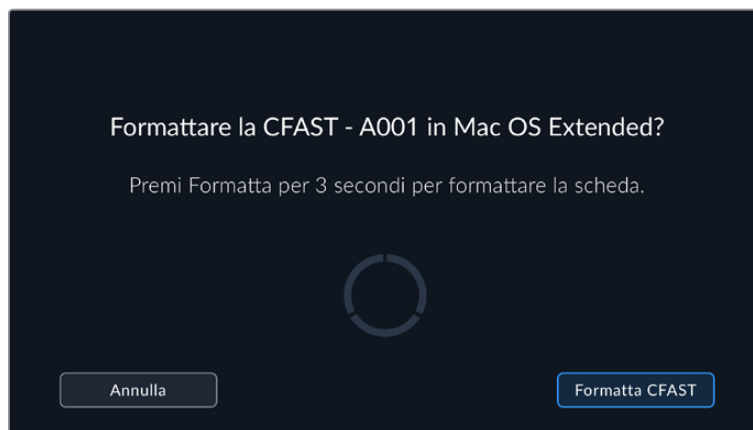 Formattare la CFAST - A001 in Mac OS Extended?
Premi Formatta per 3 secondi per formattare la scheda.
Annulla
Formatta CFAST